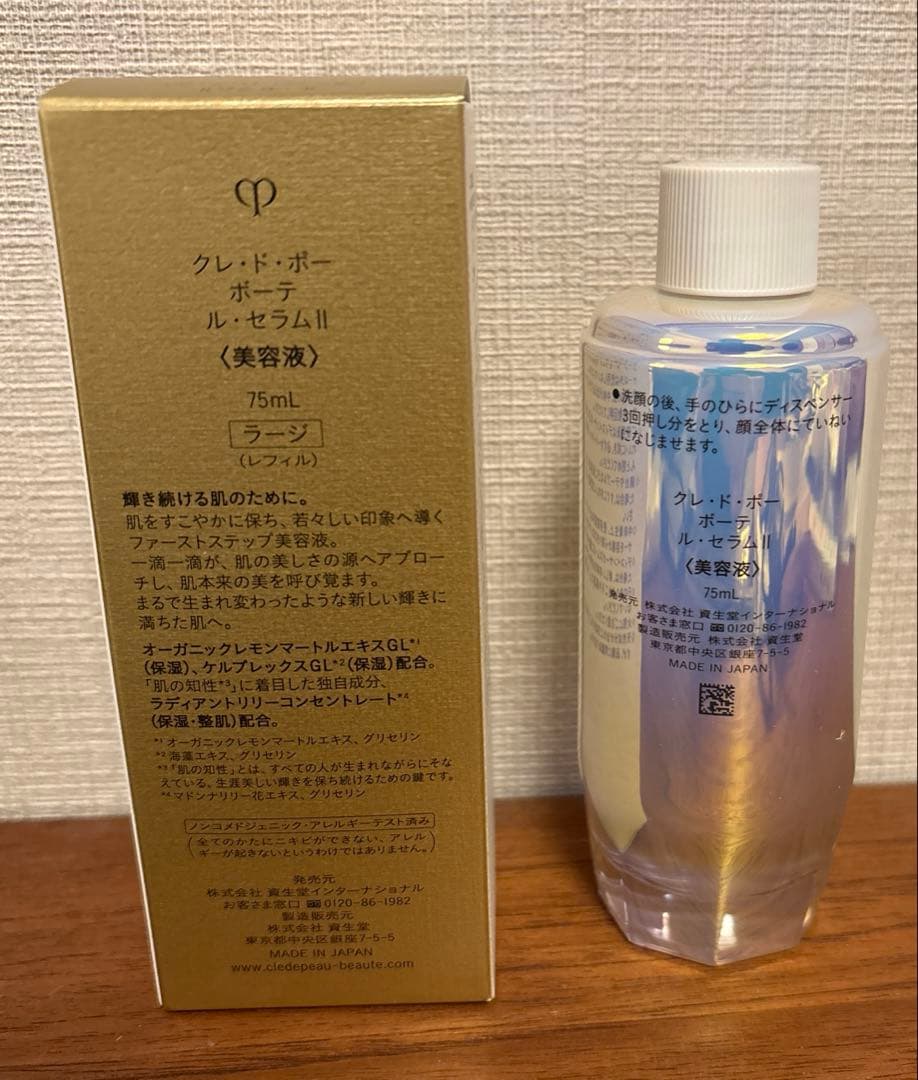 クレ・ド・ポー
ボーテ
ル・セラムⅡ
〈美容液〉
75mL
ラージ
（レフィル）
輝き続ける肌のために。
肌をすこやかに保ち、若々しい印象へ導く
ファーストステップ美容液。
一滴一滴が、肌の美しさの源へアプロー
チし、肌本来の美を呼び覚ます。
まるで生まれ変わったような新しい輝きに
満ちた肌へ。
オーガニックレモンマートルエキスGL*1
（保湿）、ケルプレックスGL*2（保湿）配合。
「肌の知性*3」に着目した独自成分、
ラディアントリリーコンセントレート*4
（保湿・整肌）配合。
*1 オーガニックレモンマートルエキス、グリセリン
*2 海藻エキス、グリセリン
*3 「肌の知性」とは、すべての人が生まれながらにそな
えている。生涯美しい輝きを保ち続けるための鍵です。
*4 マドンナリリー花エキス、グリセリン
ノンコメドジェニック・アレルギーテスト済み
（全てのかたにニキビができない、アレル
ギーが起きないというわけではありません。）
発売元
株式会社 資生堂インターナショナル
お客さま窓口 0120-86-1982
製造販売元
株式会社 資生堂
東京都中央区銀座7-5-5
MADE IN JAPAN
www.cledepeau-beaute.com
●洗顔の後、手のひらにディスペンサー
3回押し分をとり、顔全体にていねい
になじませます。
クレ・ド・ポー
ボーテ
ル・セラムⅡ
〈美容液〉
75mL
発売元 株式会社 資生堂インターナショナル
お客さま窓口 0120-86-1982
製造販売元 株式会社 資生堂
東京都中央区銀座7-5-5
MADE IN JAPAN